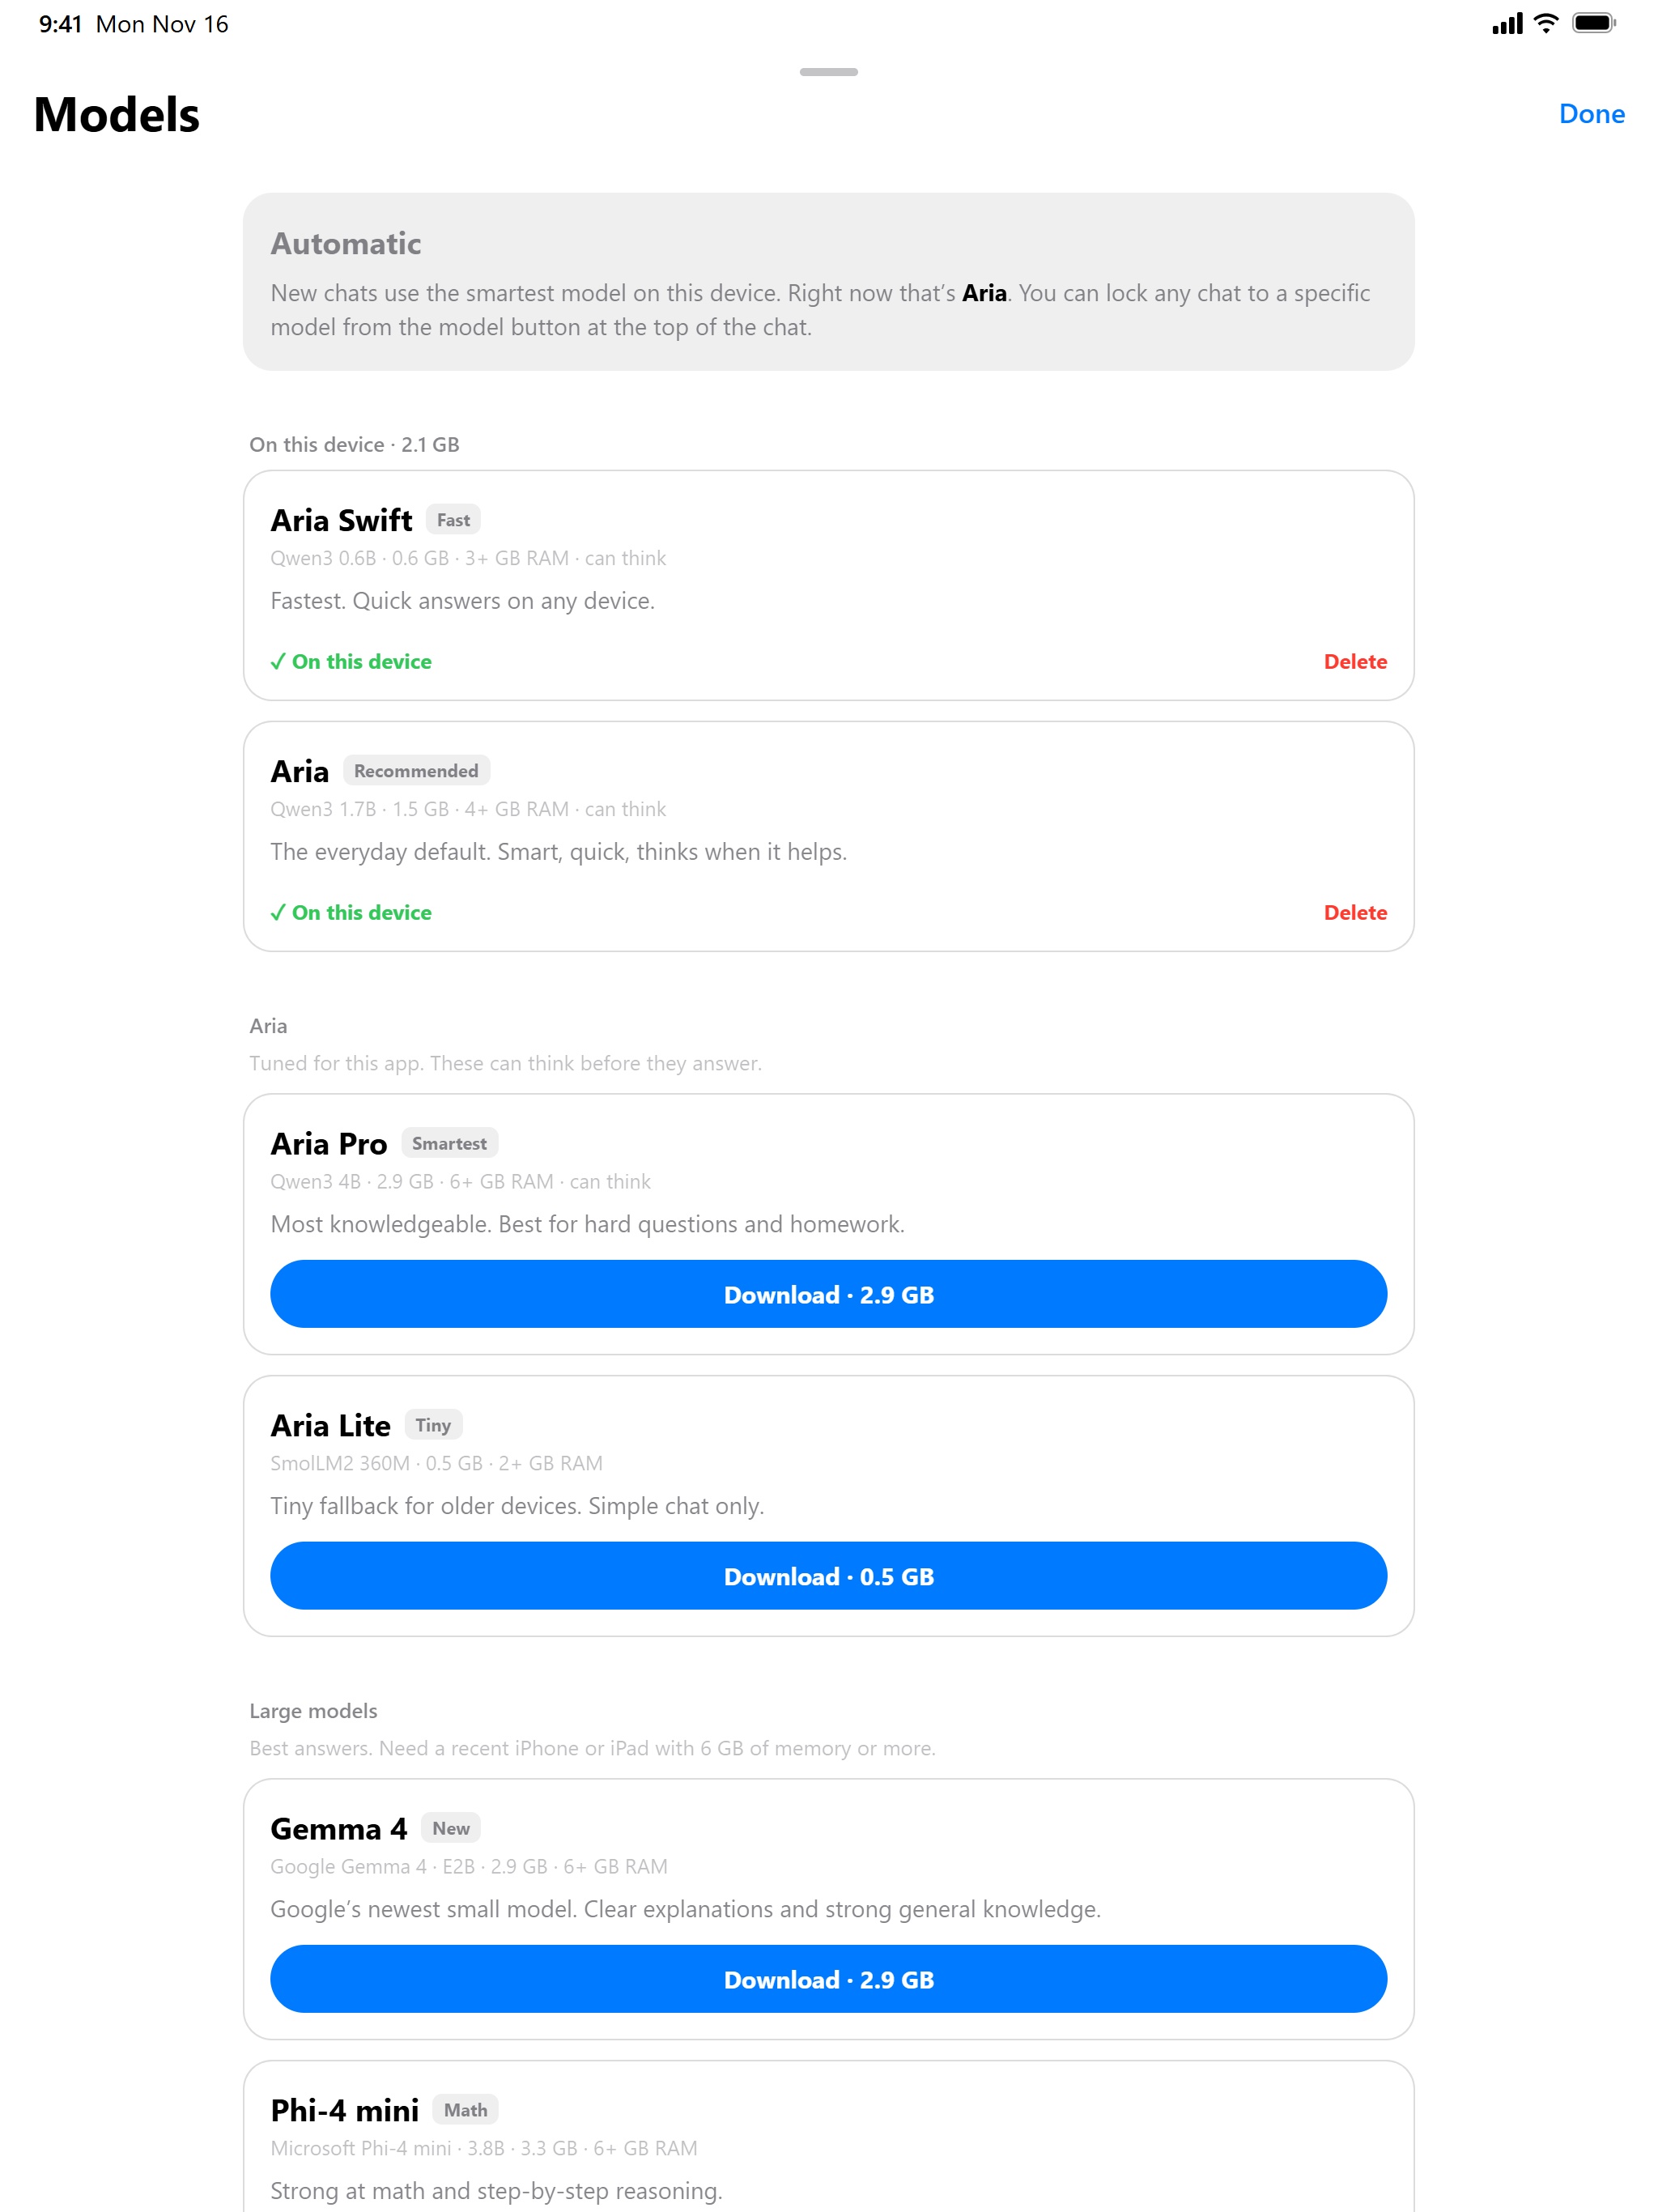 9:41 Mon Nov 16
Models
Done
Automatic
New chats use the smartest model on this device. Right now that’s Aria. You can lock any chat to a specific
model from the model button at the top of the chat.
On this device · 2.1 GB
Aria Swift Fast
Qwen3 0.6B · 0.6 GB · 3+ GB RAM · can think
Fastest. Quick answers on any device.
✓ On this device
Delete
Aria Recommended
Qwen3 1.7B · 1.5 GB · 4+ GB RAM · can think
The everyday default. Smart, quick, thinks when it helps.
✓ On this device
Delete
Aria
Tuned for this app. These can think before they answer.
Aria Pro Smartest
Qwen3 4B · 2.9 GB · 6+ GB RAM · can think
Most knowledgeable. Best for hard questions and homework.
Download · 2.9 GB
Aria Lite Tiny
SmolLM2 360M · 0.5 GB · 2+ GB RAM
Tiny fallback for older devices. Simple chat only.
Download · 0.5 GB
Large models
Best answers. Need a recent iPhone or iPad with 6 GB of memory or more.
Gemma 4 New
Google Gemma 4 · E2B · 2.9 GB · 6+ GB RAM
Google’s newest small model. Clear explanations and strong general knowledge.
Download · 2.9 GB
Phi-4 mini Math
Microsoft Phi-4 mini · 3.8B · 3.3 GB · 6+ GB RAM
Strong at math and step-by-step reasoning.